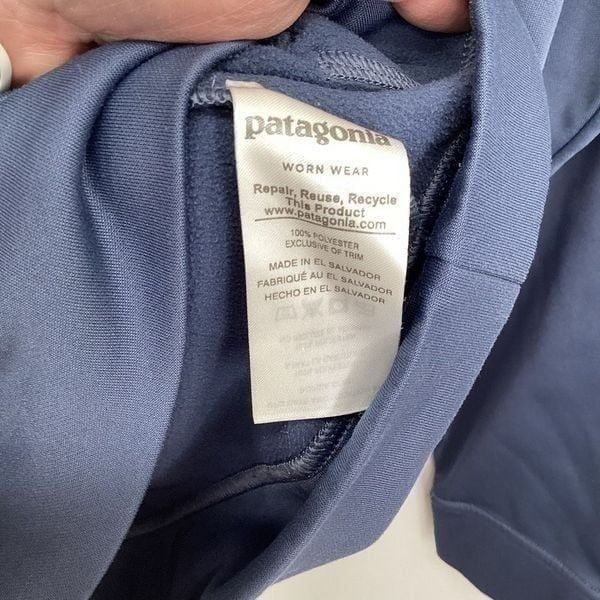 patagonia
WORN WEAR
Repair, Reuse, Recycle
This Product
www.patagonia.com
100% POLYESTER
EXCLUSIVE OF TRIM
MADE IN EL SALVADOR
FABRIQUÉ AU EL SALVADOR
HECHO EN EL SALVADOR